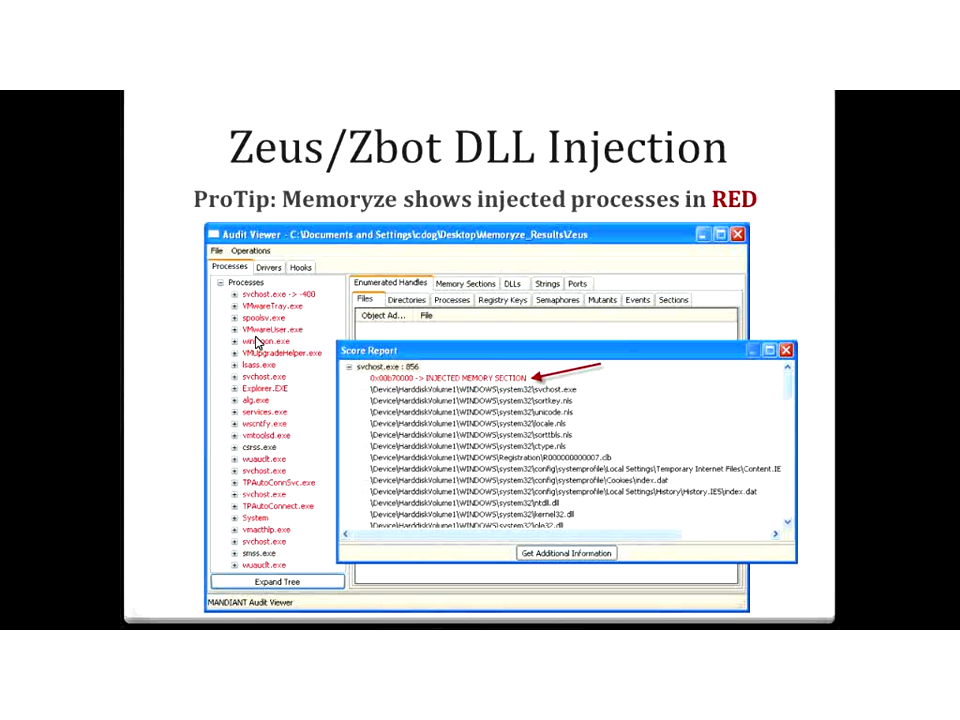 Zeus/Zbot DLL Injection
ProTip: Memoryze shows injected processes in RED
Audit Viewer - C:\Documents and Settings\cdog\Desktop\Memoryze_Results\Zeus
File Operations
Processes Drivers Hooks
Processes
svchost.exe -> -400
VMwareTray.exe
spoolsv.exe
VMwareUser.exe
VMUpgradeHelper.exe
lsass.exe
svchost.exe
Explorer.EXE
alg.exe
services.exe
wscntfy.exe
vmtoolsd.exe
csrss.exe
wuauclt.exe
svchost.exe
TPAutoConnSvc.exe
svchost.exe
TPAutoConnect.exe
System
vmacthlp.exe
svchost.exe
smss.exe
wuauclt.exe
Expand Tree
MANDIANT Audit Viewer
Enumerated Handles Memory Sections DLLs Strings Ports
Files Directories Processes Registry Keys Semaphores Mutants Events Sections
Object Ad... File
Score Report
svchost.exe : 856
0x00b70000 -> INJECTED MEMORY SECTION
\Device\HarddiskVolume1\WINDOWS\system32\svchost.exe
\Device\HarddiskVolume1\WINDOWS\system32\sortkey.nls
\Device\HarddiskVolume1\WINDOWS\system32\unicode.nls
\Device\HarddiskVolume1\WINDOWS\system32\locale.nls
\Device\HarddiskVolume1\WINDOWS\system32\sorttbls.nls
\Device\HarddiskVolume1\WINDOWS\system32\ctype.nls
\Device\HarddiskVolume1\WINDOWS\Registration\R000000000007.clb
\Device\HarddiskVolume1\WINDOWS\system32\config\systemprofile\Local Settings\Temporary Internet Files\Content.IE
\Device\HarddiskVolume1\WINDOWS\system32\config\systemprofile\Cookies\index.dat
\Device\HarddiskVolume1\WINDOWS\system32\config\systemprofile\Local Settings\History\History.IE5\index.dat
\Device\HarddiskVolume1\WINDOWS\system32\ntdll.dll
\Device\HarddiskVolume1\WINDOWS\system32\kernel32.dll
\Device\HarddiskVolume1\WINDOWS\system32\ole32.dll
Get Additional Information